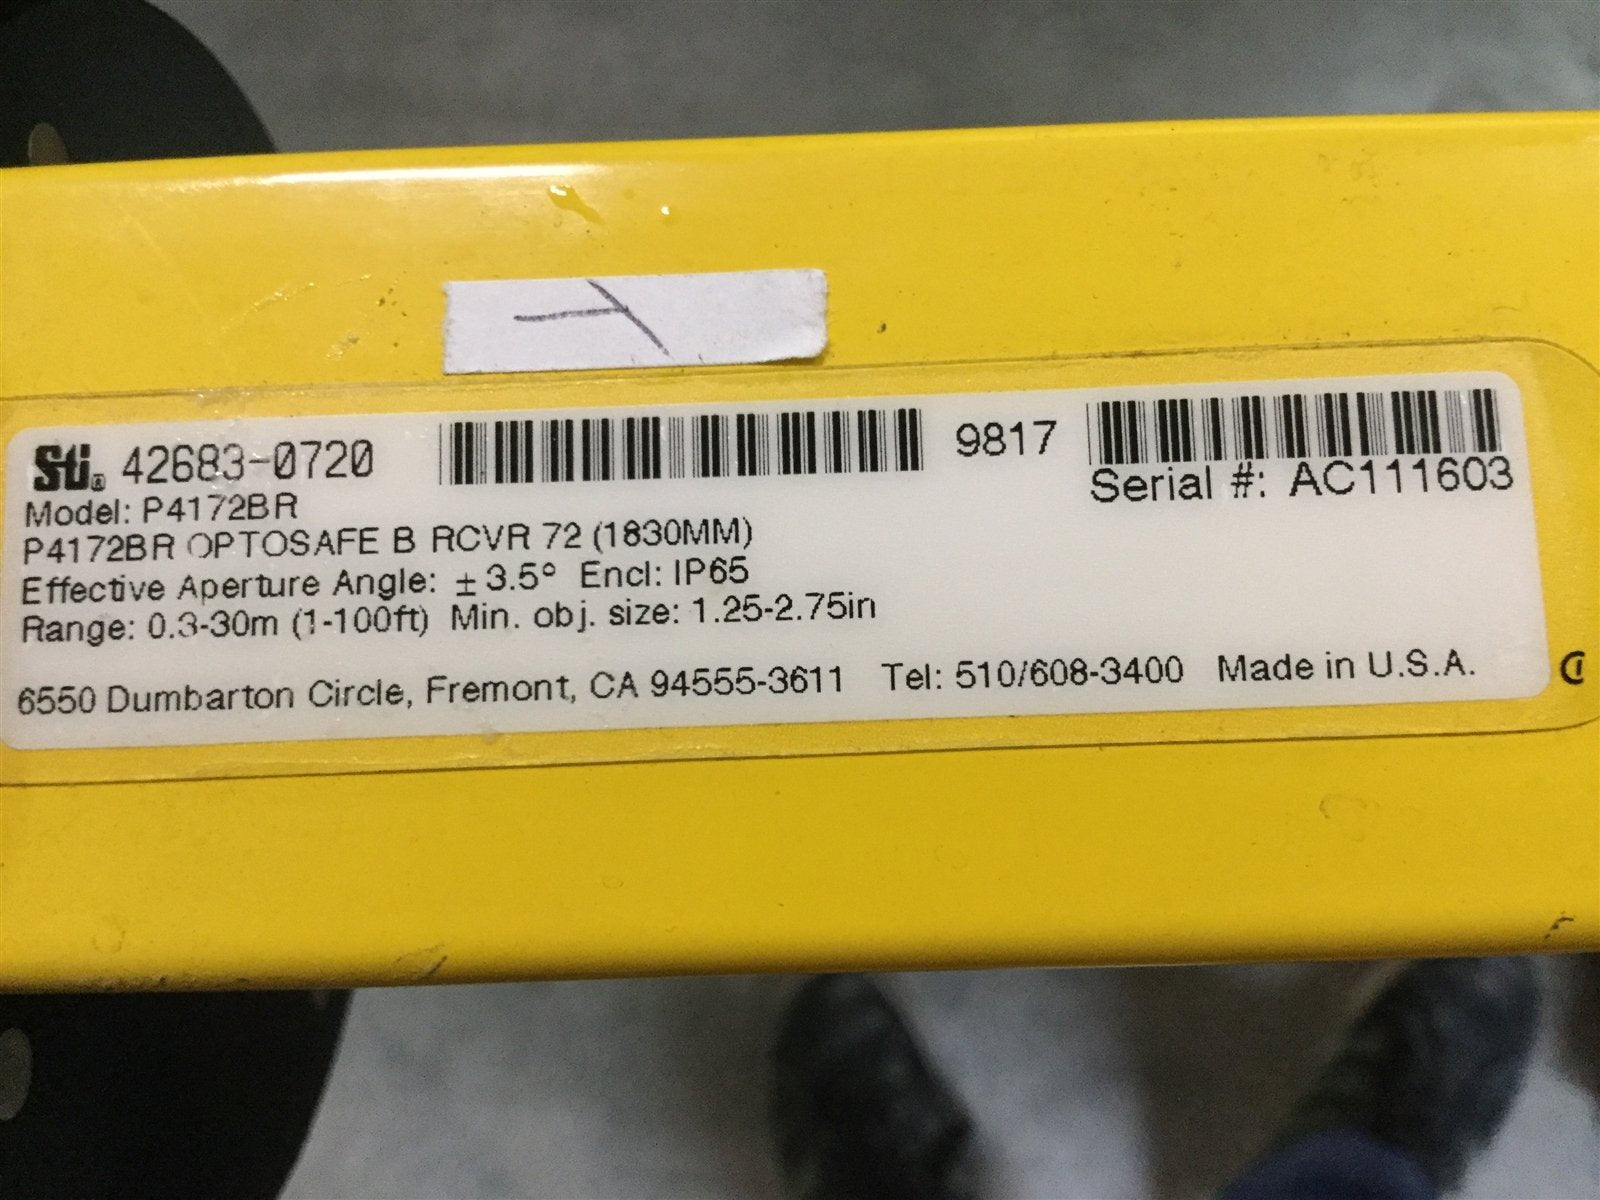 Sti® 42683-0720 9817
Serial #: AC111603
Model: P4172BR
P4172BR OPTOSAFE B RCVR 72 (1830MM)
Effective Aperture Angle: ± 3.5° Encl: IP65
Range: 0.3-30m (1-100ft) Min. obj. size: 1.25-2.75in
6550 Dumbarton Circle, Fremont, CA 94555-3611 Tel: 510/608-3400 Made in U.S.A.